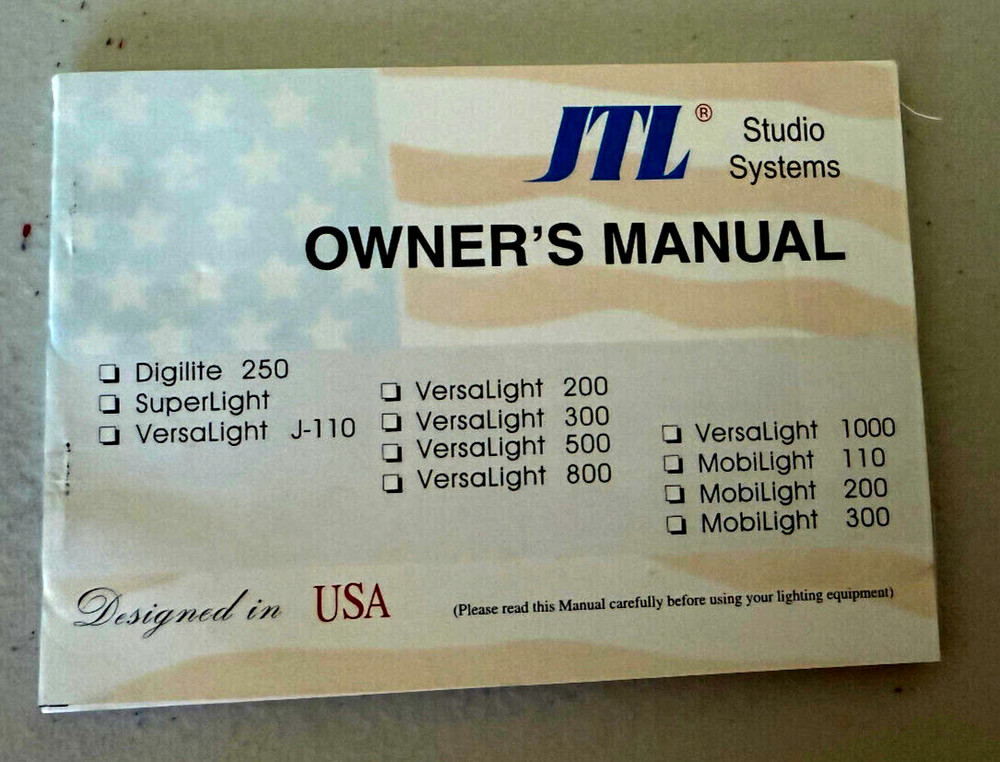 JTL® Studio
Systems
OWNER'S MANUAL
❏ Digilite 250
❏ SuperLight
❏ VersaLight J-110
❏ VersaLight 200
❏ VersaLight 300
❏ VersaLight 500
❏ VersaLight 800
❏ VersaLight 1000
❏ MobiLight 110
❏ MobiLight 200
❏ MobiLight 300
Designed in USA
(Please read this Manual carefully before using your lighting equipment)